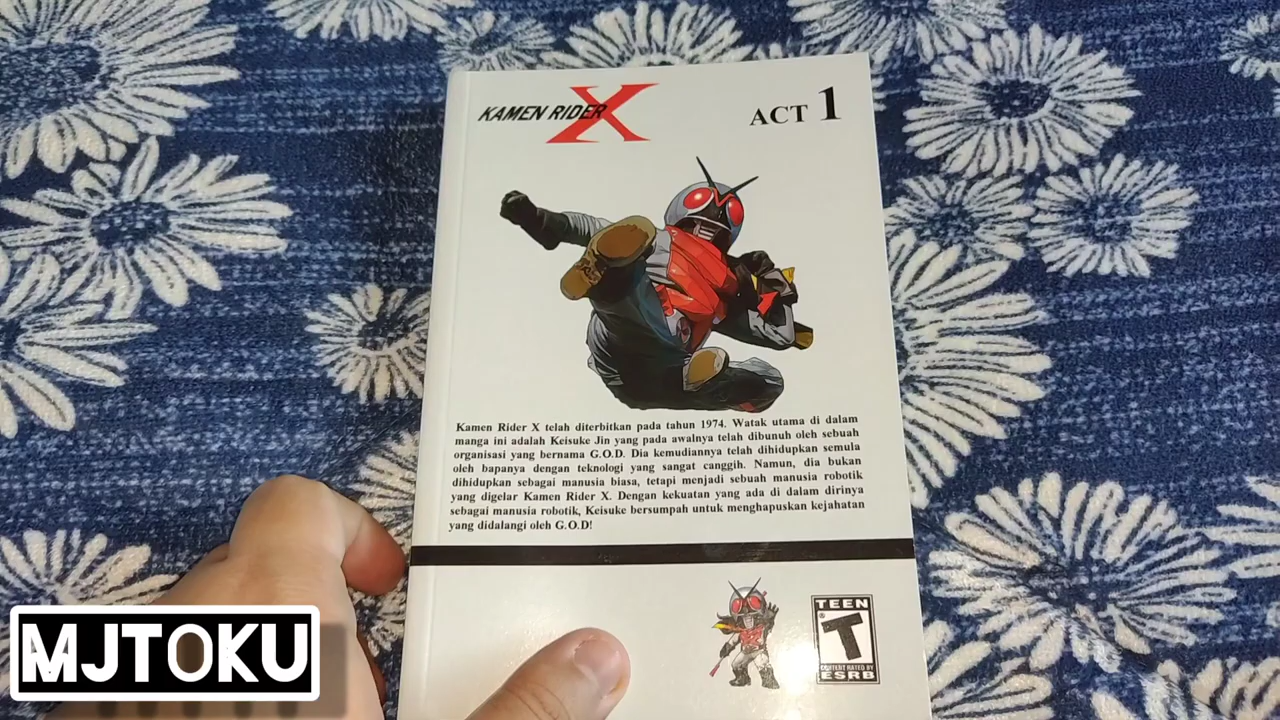 KAMEN RIDER X
ACT 1
Kamen Rider X telah diterbitkan pada tahun 1974. Watak utama di dalam
manga ini adalah Keisuke Jin yang pada awalnya telah dibunuh oleh sebuah
organisasi yang bernama G.O.D. Dia kemudiannya telah dihidupkan semula
oleh bapanya dengan teknologi yang sangat canggih. Namun, dia bukan
dihidupkan sebagai manusia biasa, tetapi menjadi sebuah manusia robotik
yang digelar Kamen Rider X. Dengan kekuatan yang ada di dalam dirinya
sebagai manusia robotik, Keisuke bersumpah untuk menghapuskan kejahatan
yang didalangi oleh G.O.D!
TEEN
T
CONTENT RATED BY
ESRB
MJTOKU